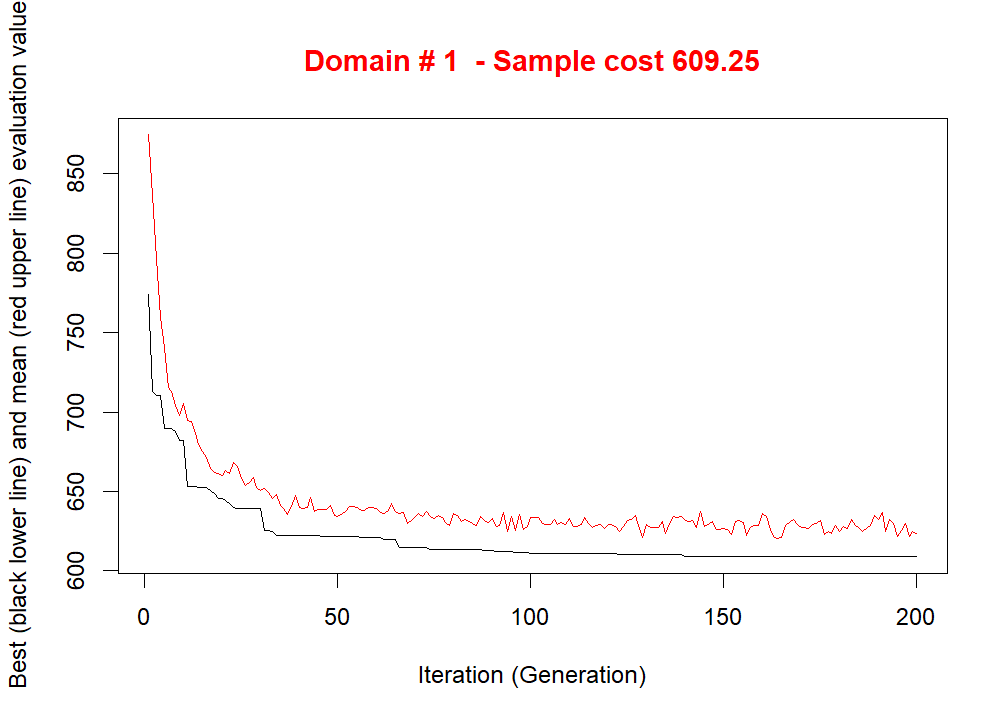 Domain # 1  - Sample cost 609.25
Best (black lower line) and mean (red upper line) evaluation value
850
800
750
700
650
600
0 50 100 150 200
Iteration (Generation)